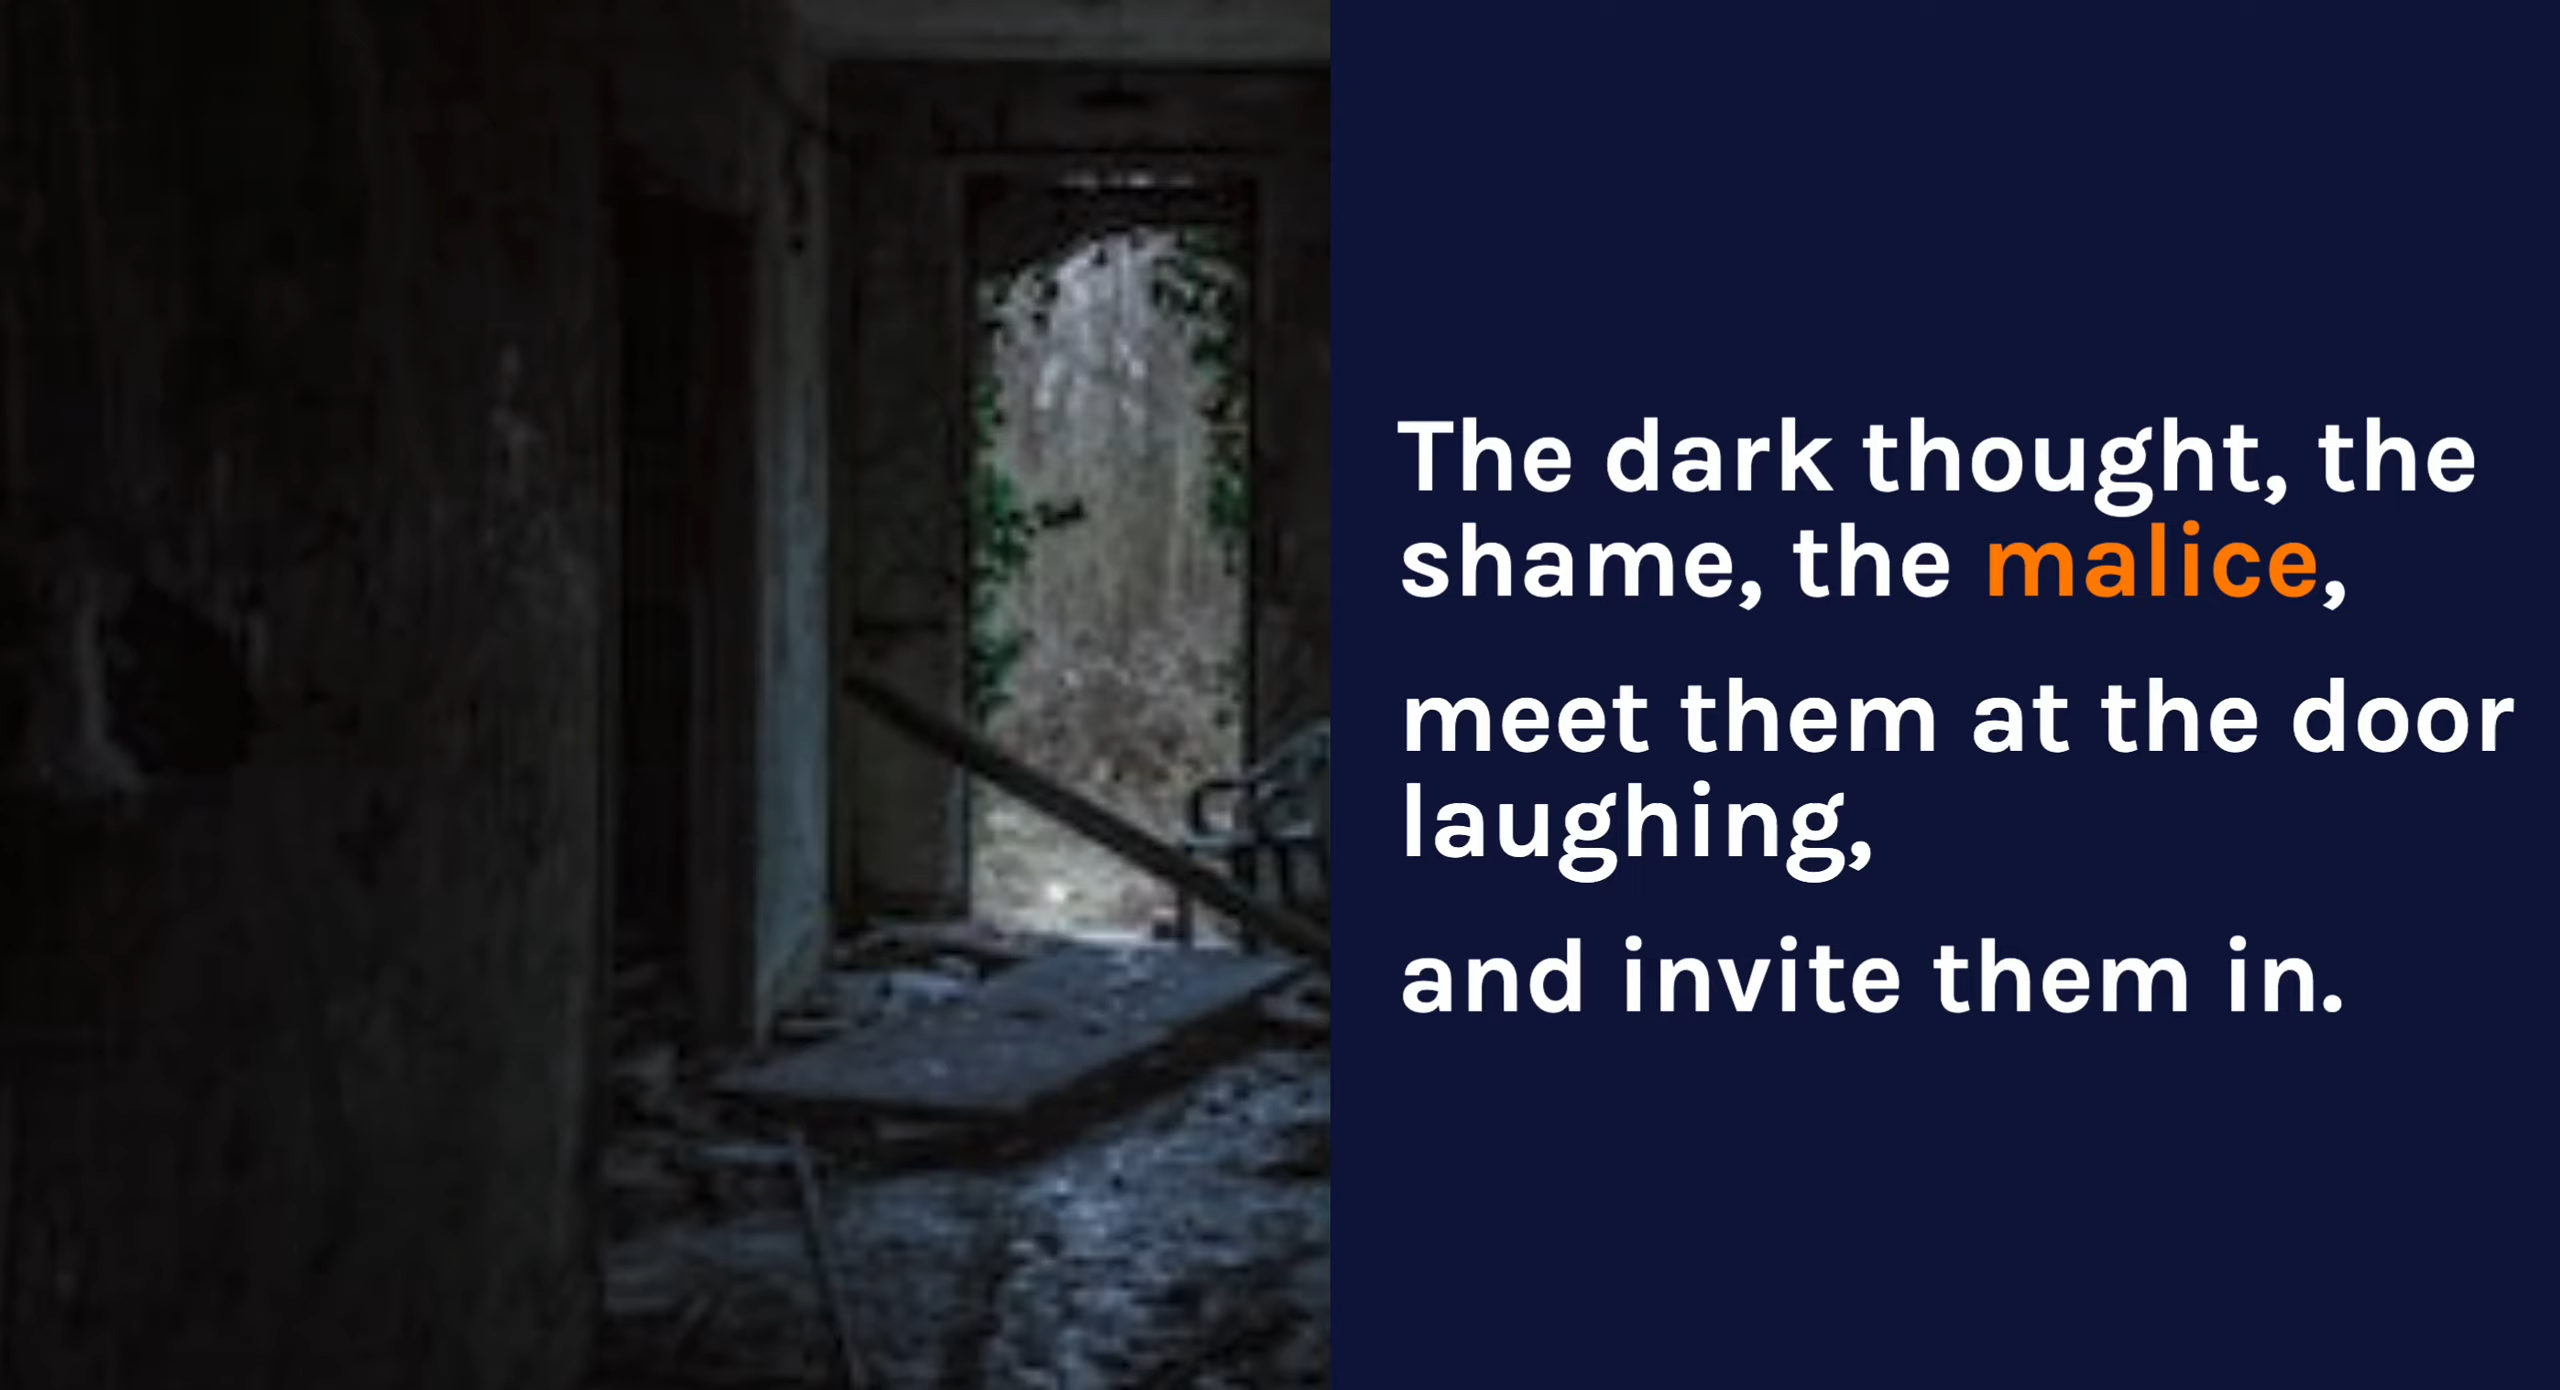 The dark thought, the
shame, the malice,
meet them at the door
laughing,
and invite them in.